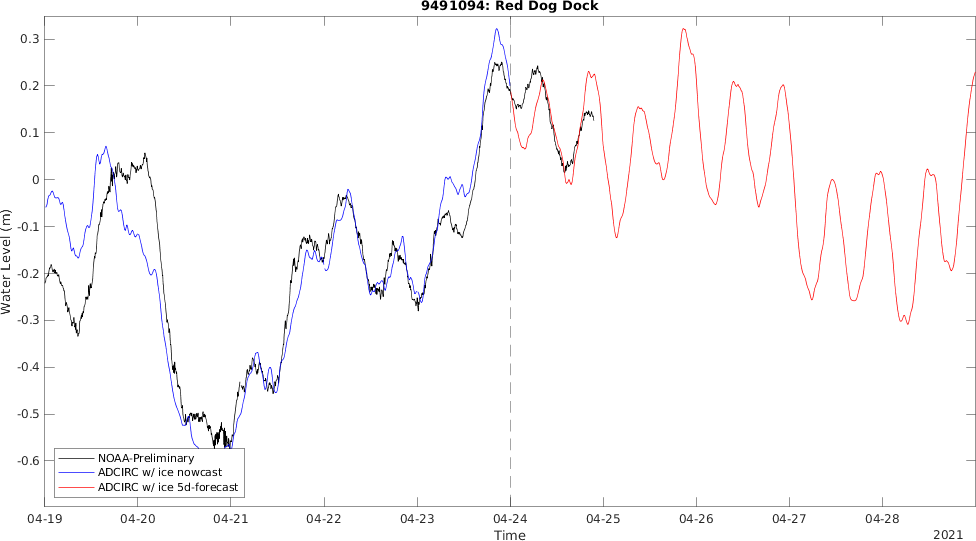 9491094: Red Dog Dock
0.3
0.2
0.1
0
-0.1
-0.2
-0.3
-0.4
-0.5
-0.6
Water Level (m)
NOAA-Preliminary
ADCIRC w/ ice nowcast
ADCIRC w/ ice 5d-forecast
04-19 04-20 04-21 04-22 04-23 04-24 04-25 04-26 04-27 04-28
Time
2021